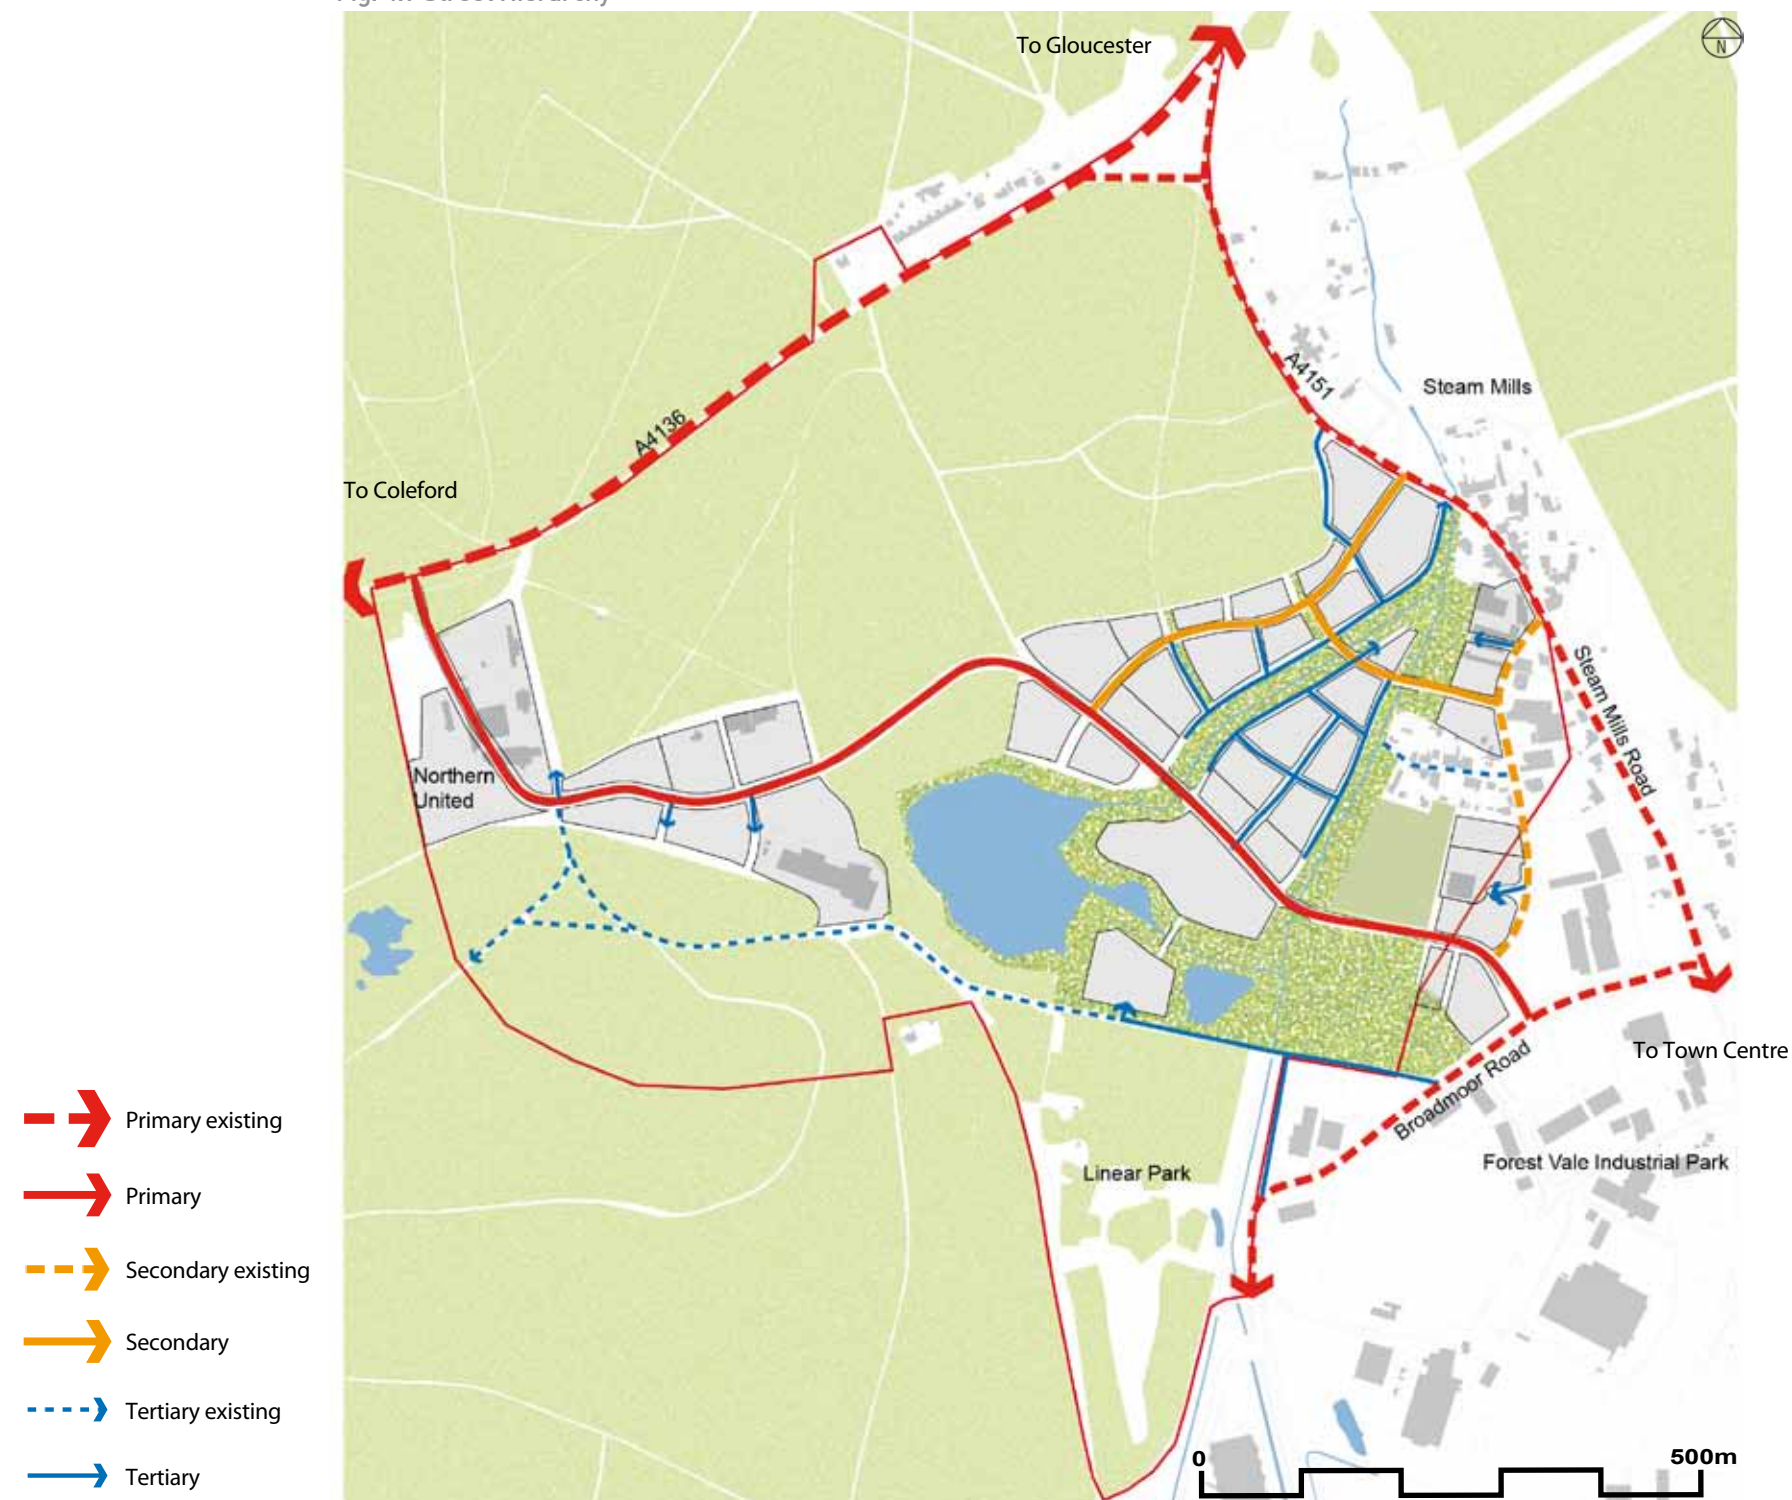 To Gloucester
N
A4151
Steam Mills
A4136
To Coleford
Steam Mills Road
Northern
United
To Town Centre
Broadmoor Road
Forest Vale Industrial Park
Linear Park
Primary existing
Primary
Secondary existing
Secondary
Tertiary existing
Tertiary
0 500m